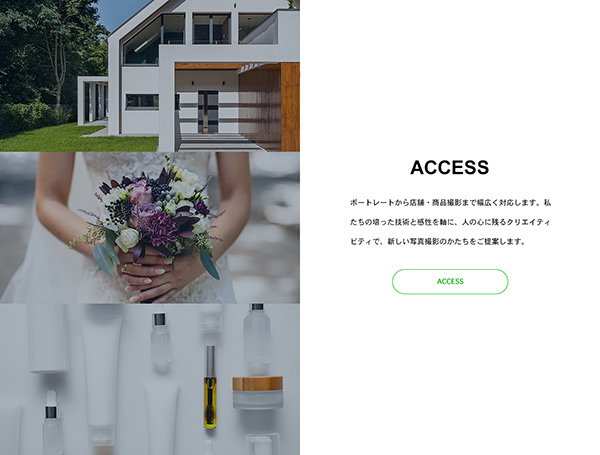 ACCESS
ポートレートから店舗・商品撮影まで幅広く対応します。私
たちの培った技術と感性を軸に、人の心に残るクリエイティ
ビティで、新しい写真撮影のかたちをご提案します。
ACCESS